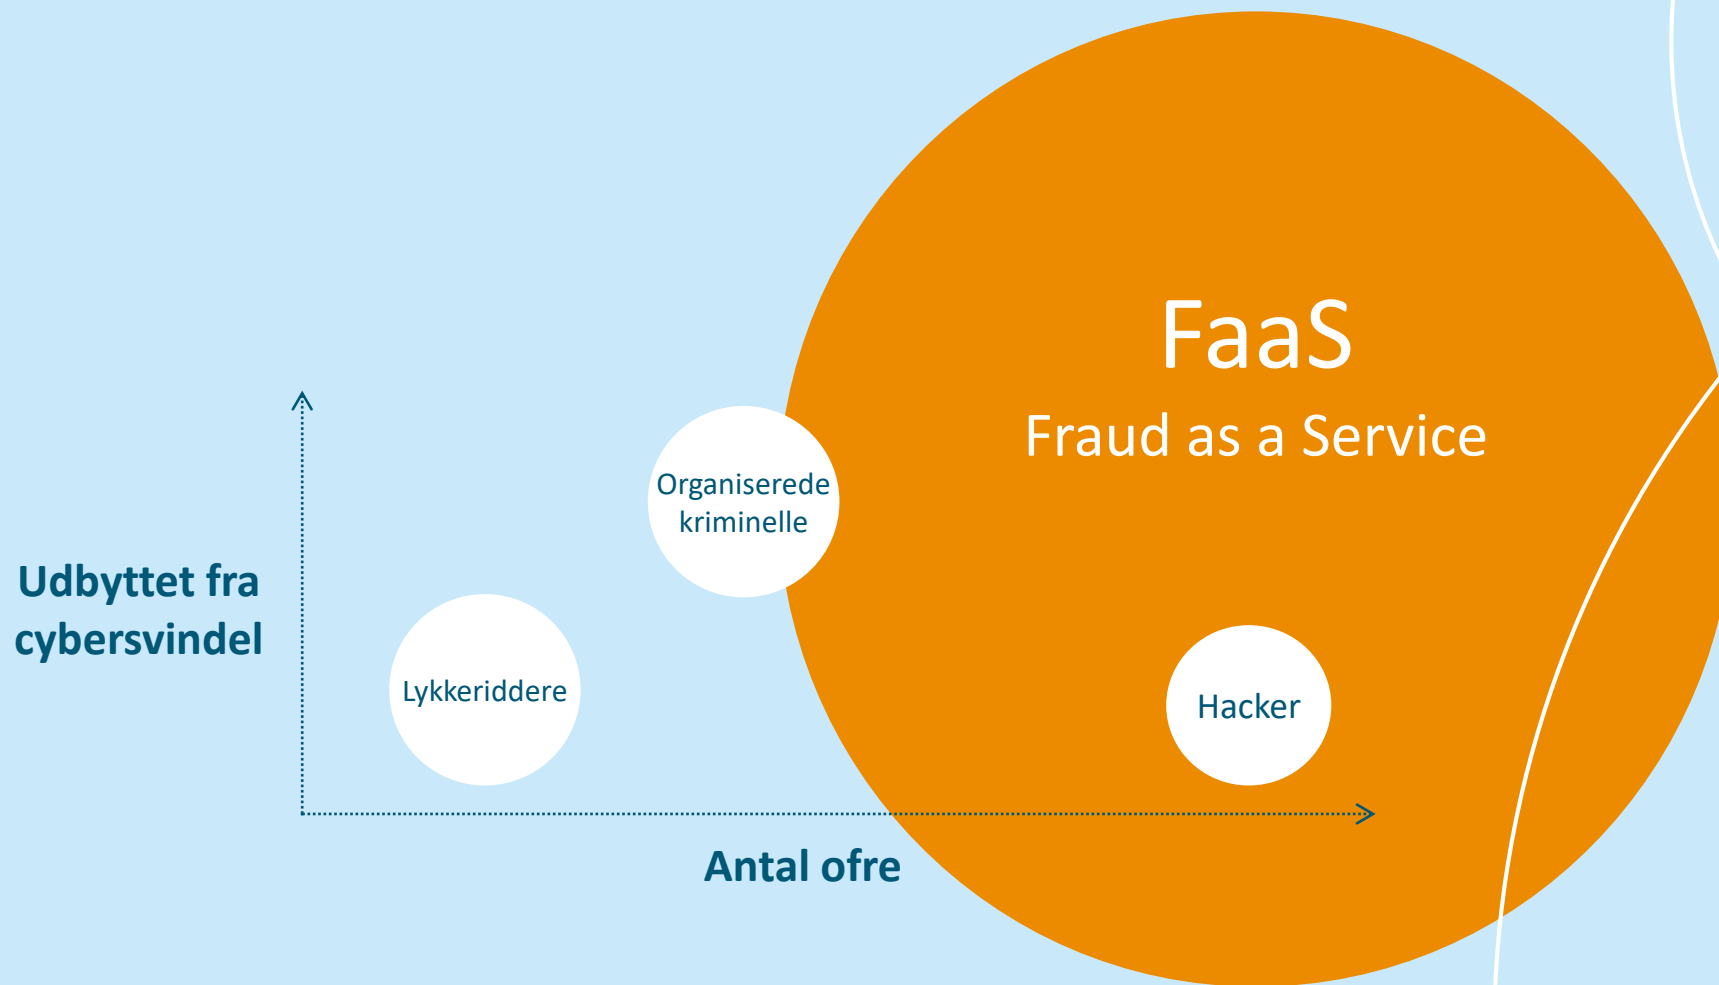 FaaS
Fraud as a Service
Organiserede
kriminelle
Udbyttet fra
cybersvindel
Lykkeriddere
Hacker
Antal ofre